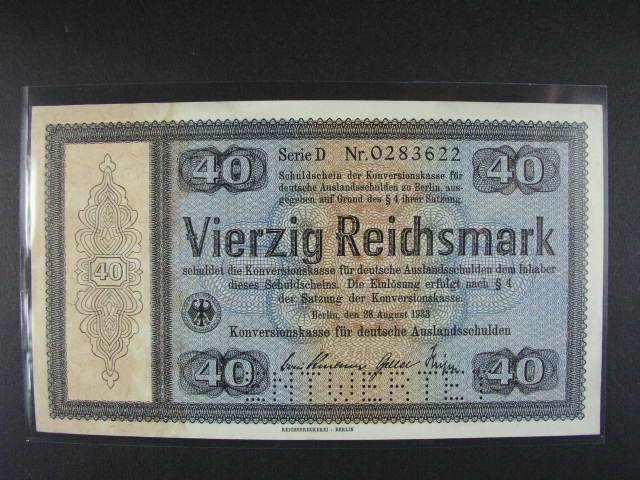 40 Serie D Nr.0283622 40
Schuldschein der Konversionskasse für
deutsche Auslandsschulden zu Berlin, aus-
gegeben auf Grund des § 4 ihrer Satzung.
Vierzig Reichsmark
40
schuldet die Konversionskasse für deutsche Auslandsschulden dem Inhaber
dieses Schuldscheins. Die Einlösung erfolgt nach § 4
der Satzung der Konversionskasse.
Berlin, den 28. August 1933
Konversionskasse für deutsche Auslandsschulden
40 40
ENTWERTET
REICHSDRUCKEREI - BERLIN